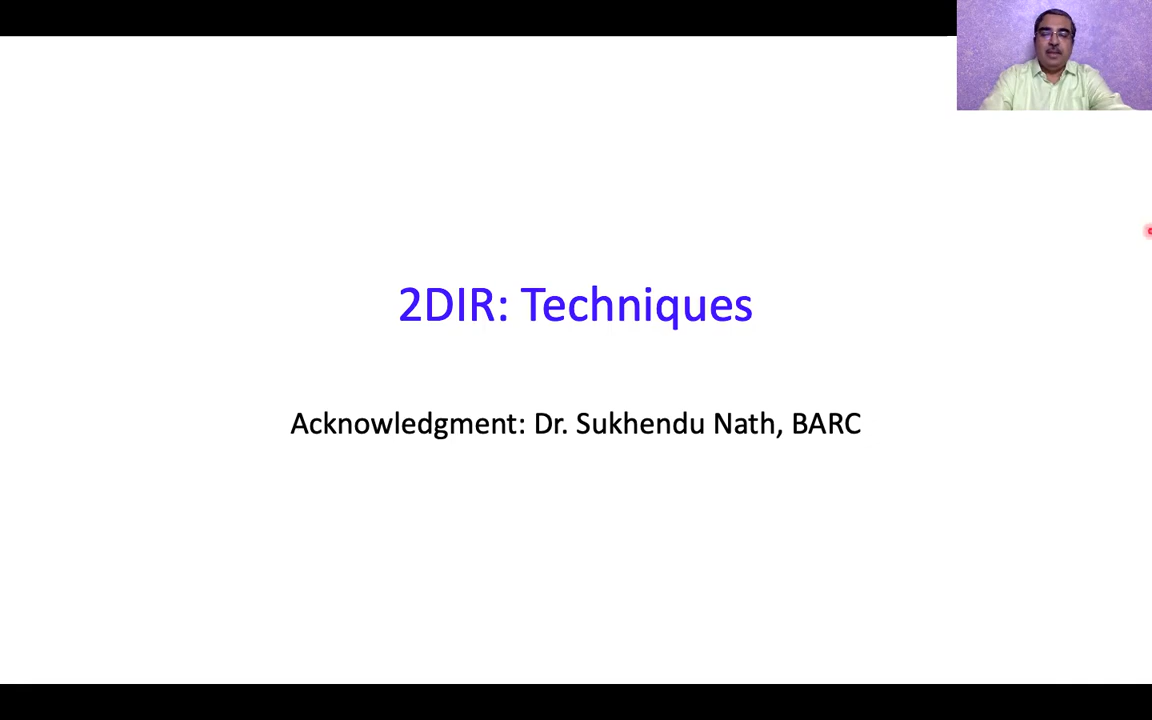 2DIR: Techniques
Acknowledgment: Dr. Sukhendu Nath, BARC